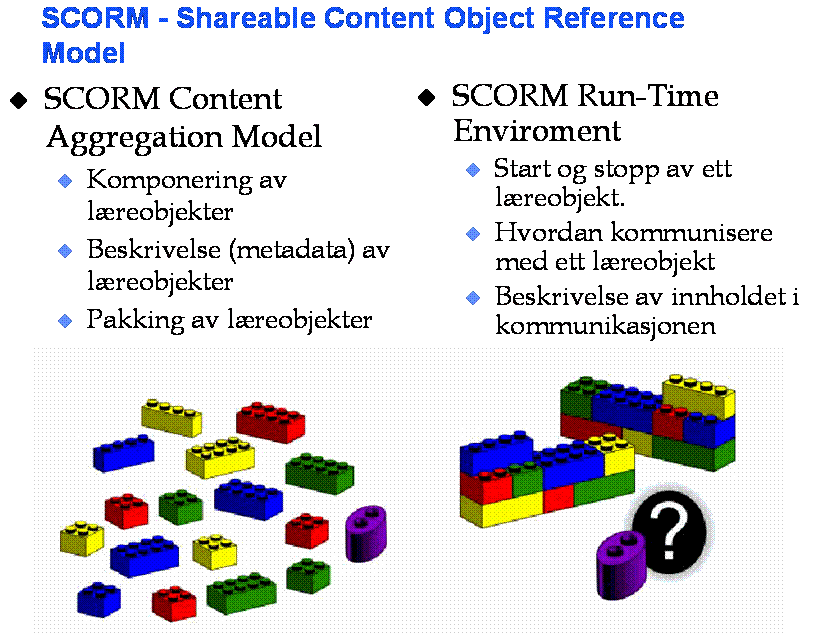 SCORM - Shareable Content Object Reference
Model
SCORM Content
Aggregation Model
Komponering av
læreobjekter
Beskrivelse (metadata) av
læreobjekter
Pakking av læreobjekter
SCORM Run-Time
Enviroment
Start og stopp av ett
læreobjekt.
Hvordan kommunisere
med ett læreobjekt
Beskrivelse av innholdet i
kommunikasjonen
?